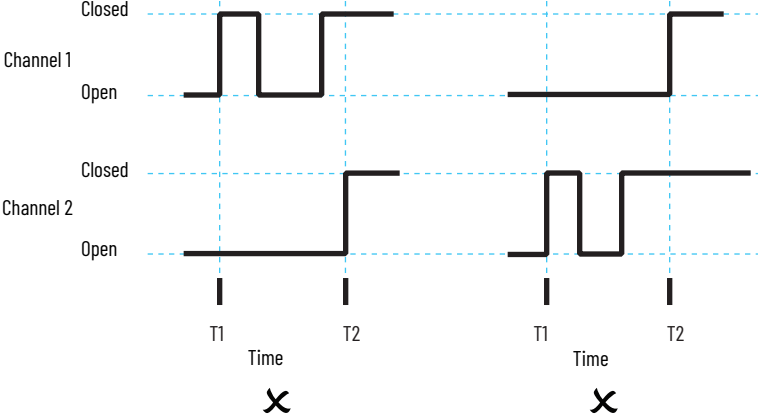 Closed
Channel 1
Open
Closed
Channel 2
Open
T1 T2 T1 T2
Time Time